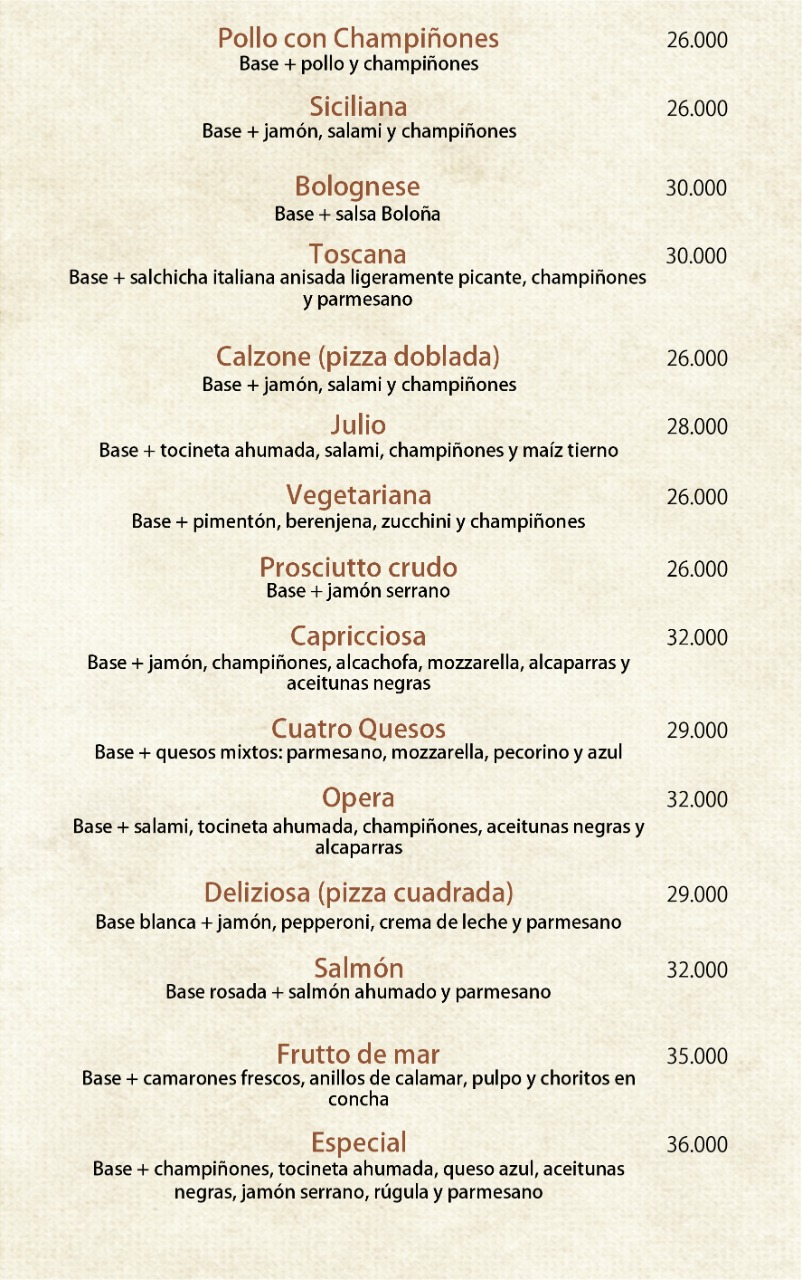 Pollo con Champiñones 26.000
Base + pollo y champiñones
Siciliana 26.000
Base + jamón, salami y champiñones
Bolognese 30.000
Base + salsa Boloña
Toscana 30.000
Base + salchicha italiana anisada ligeramente picante, champiñones
y parmesano
Calzone (pizza doblada) 26.000
Base + jamón, salami y champiñones
Julio 28.000
Base + tocineta ahumada, salami, champiñones y maíz tierno
Vegetariana 26.000
Base + pimentón, berenjena, zucchini y champiñones
Prosciutto crudo 26.000
Base + jamón serrano
Capricciosa 32.000
Base + jamón, champiñones, alcachofa, mozzarella, alcaparras y
aceitunas negras
Cuatro Quesos 29.000
Base + quesos mixtos: parmesano, mozzarella, pecorino y azul
Opera 32.000
Base + salami, tocineta ahumada, champiñones, aceitunas negras y
alcaparras
Deliziosa (pizza cuadrada) 29.000
Base blanca + jamón, pepperoni, crema de leche y parmesano
Salmón 32.000
Base rosada + salmón ahumado y parmesano
Frutto de mar 35.000
Base + camarones frescos, anillos de calamar, pulpo y choritos en
concha
Especial 36.000
Base + champiñones, tocineta ahumada, queso azul, aceitunas
negras, jamón serrano, rúgula y parmesano